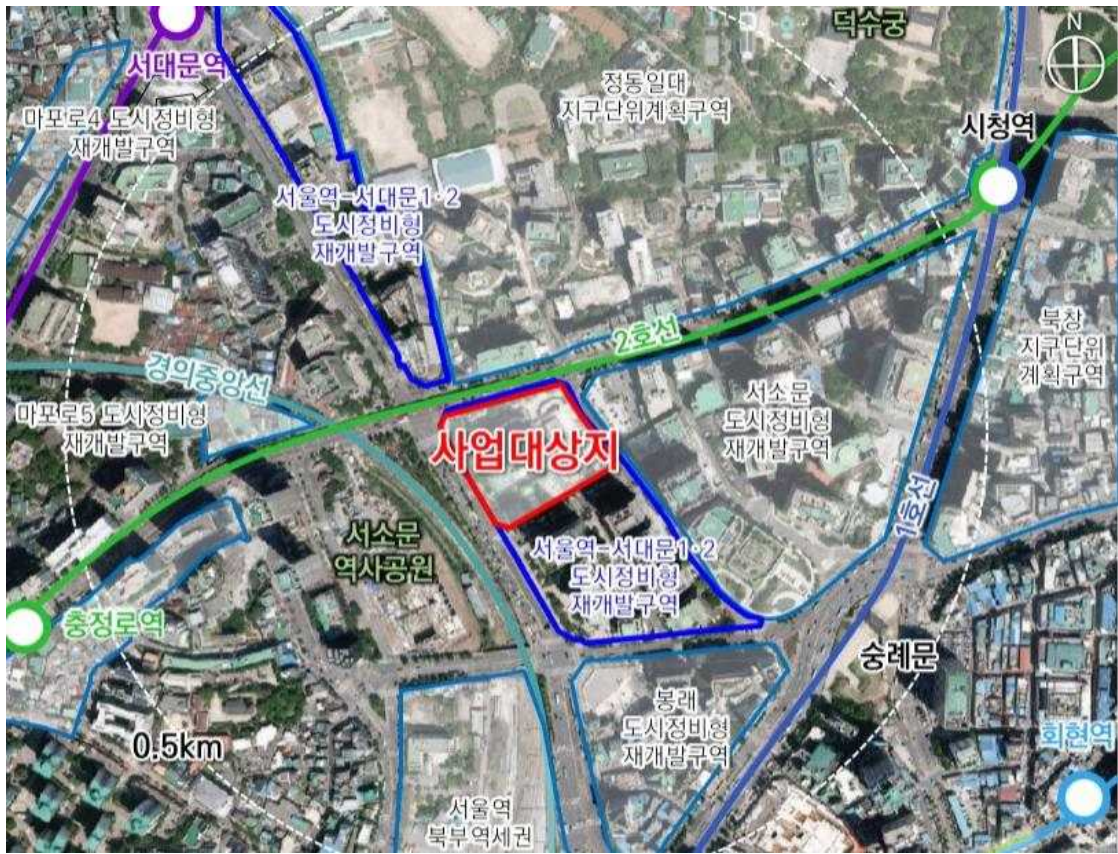 덕수궁
N
서대문역
정동일대
지구단위계획구역
마포로4 도시정비형
재개발구역
시청역
서울역-서대문1·2
도시정비형
재개발구역
2호선
북창
지구단위
계획구역
경의중앙선
서소문
도시정비형
재개발구역
마포로5 도시정비형
재개발구역
사업대상지
1호선
서소문
역사공원
서울역-서대문1·2
도시정비형
재개발구역
충정로역
숭례문
봉래
도시정비형
재개발구역
회현역
0.5km
서울역
북부역세권